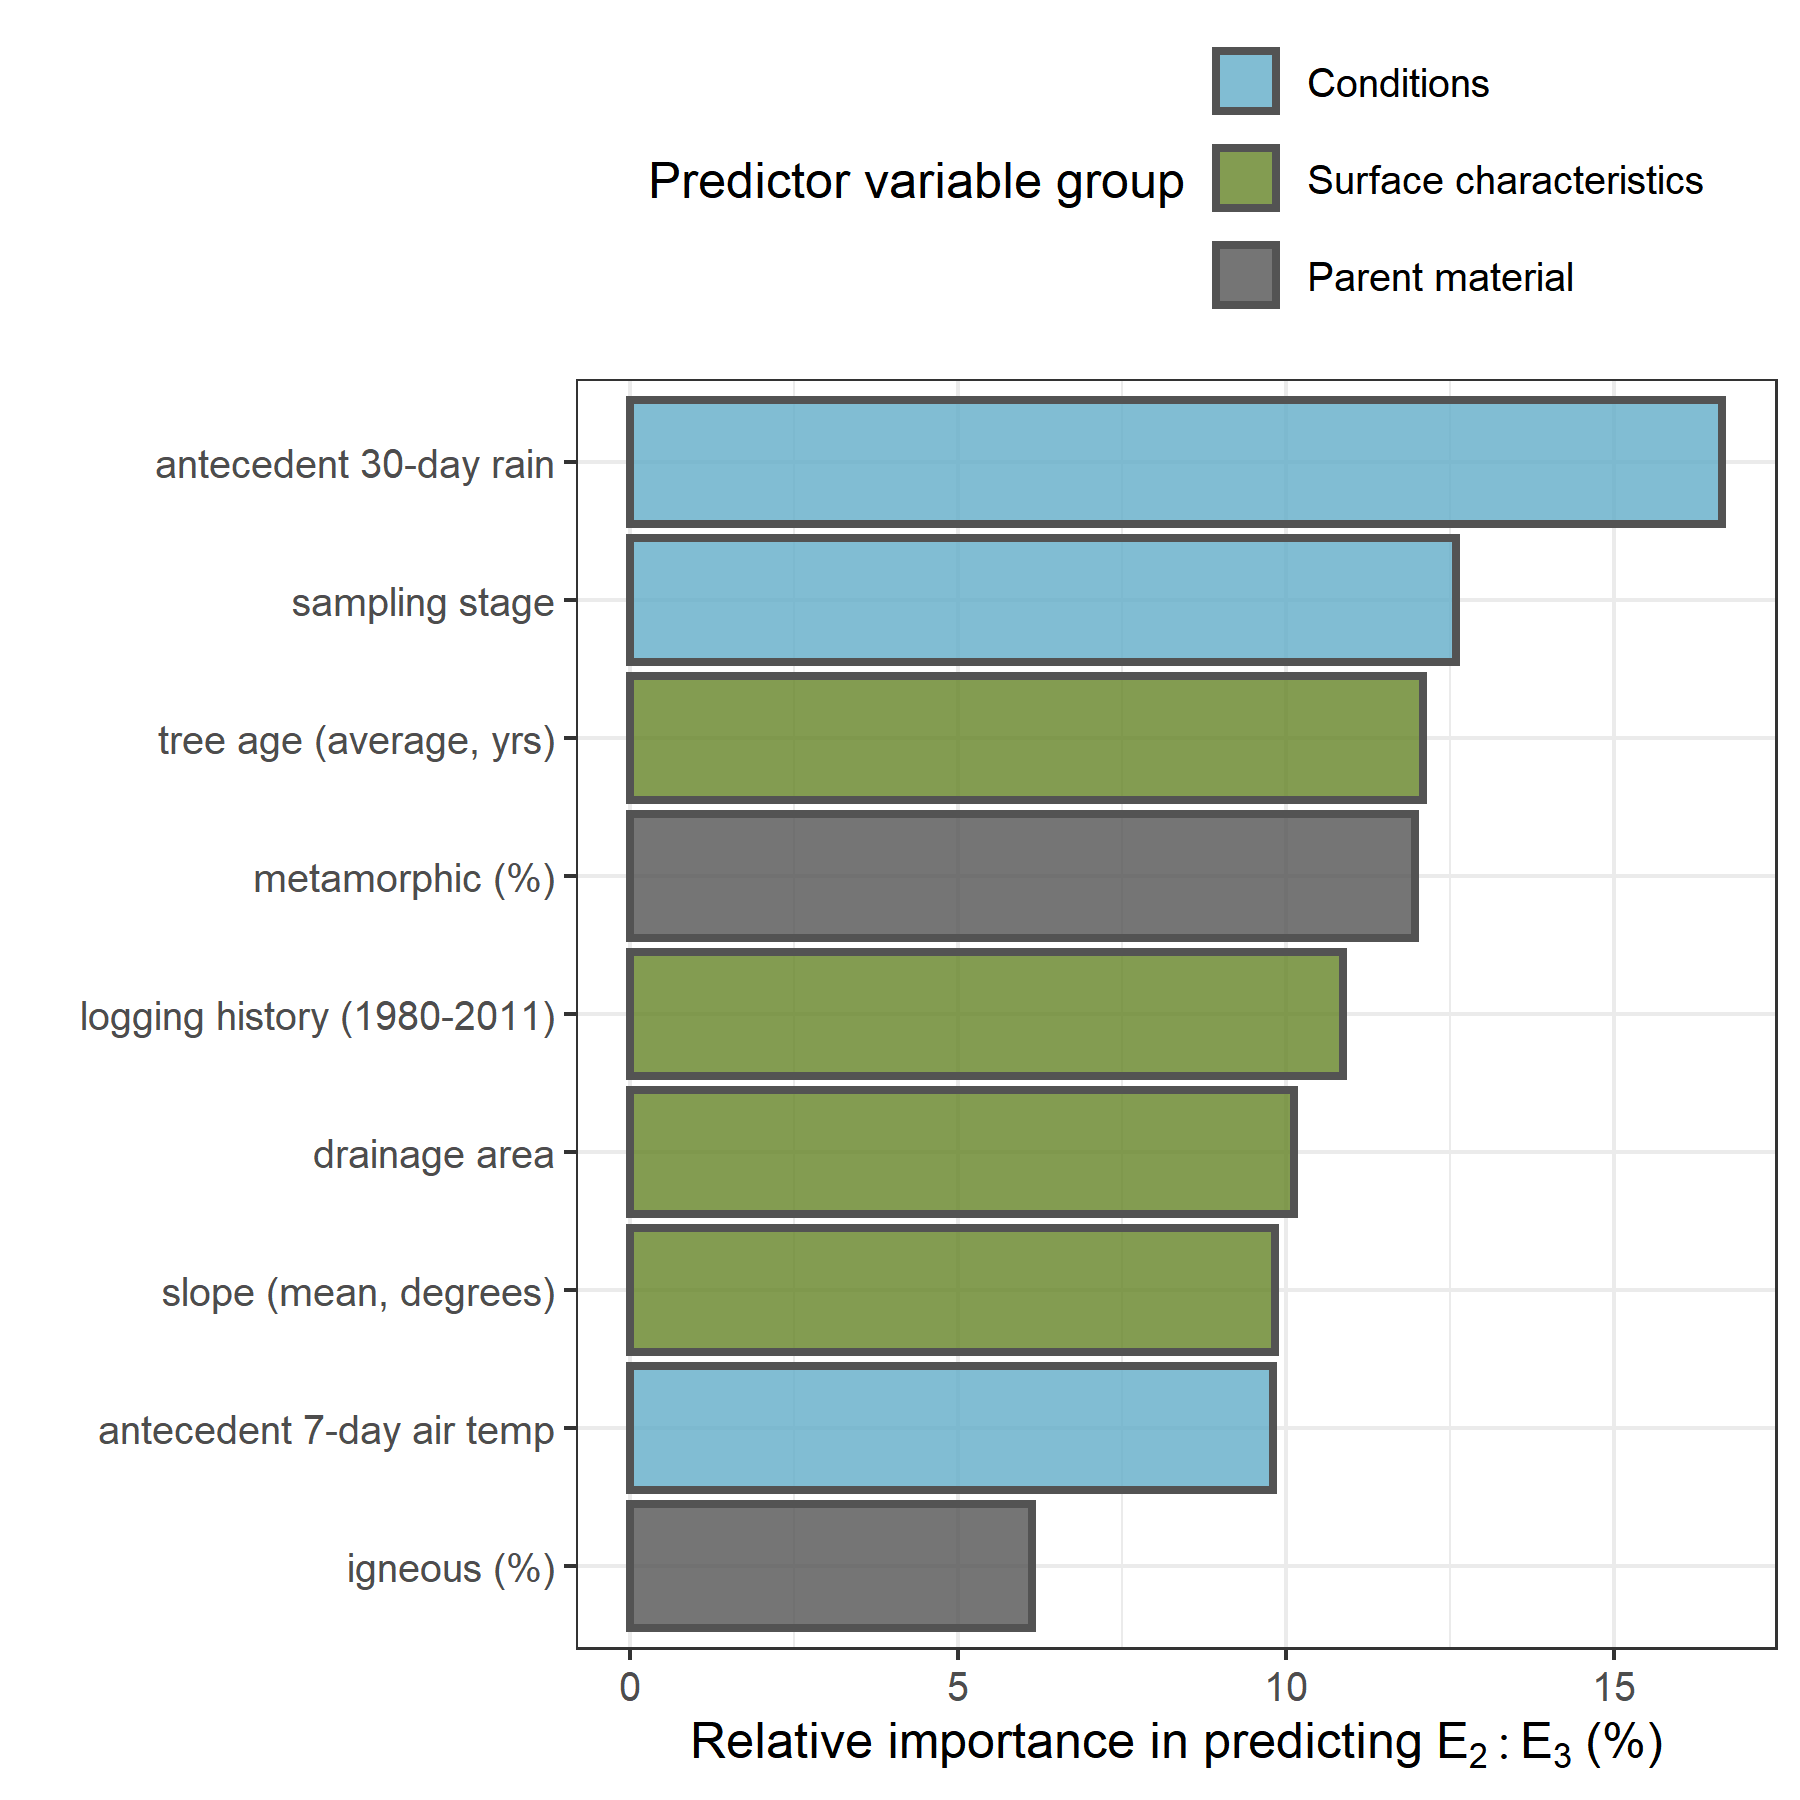 Conditions
Predictor variable group
Surface characteristics
Parent material
antecedent 30-day rain
sampling stage
tree age (average, yrs)
metamorphic (%)
logging history (1980-2011)
drainage area
slope (mean, degrees)
antecedent 7-day air temp
igneous (%)
0 5 10 15
Relative importance in predicting E₂ : E₃ (%)